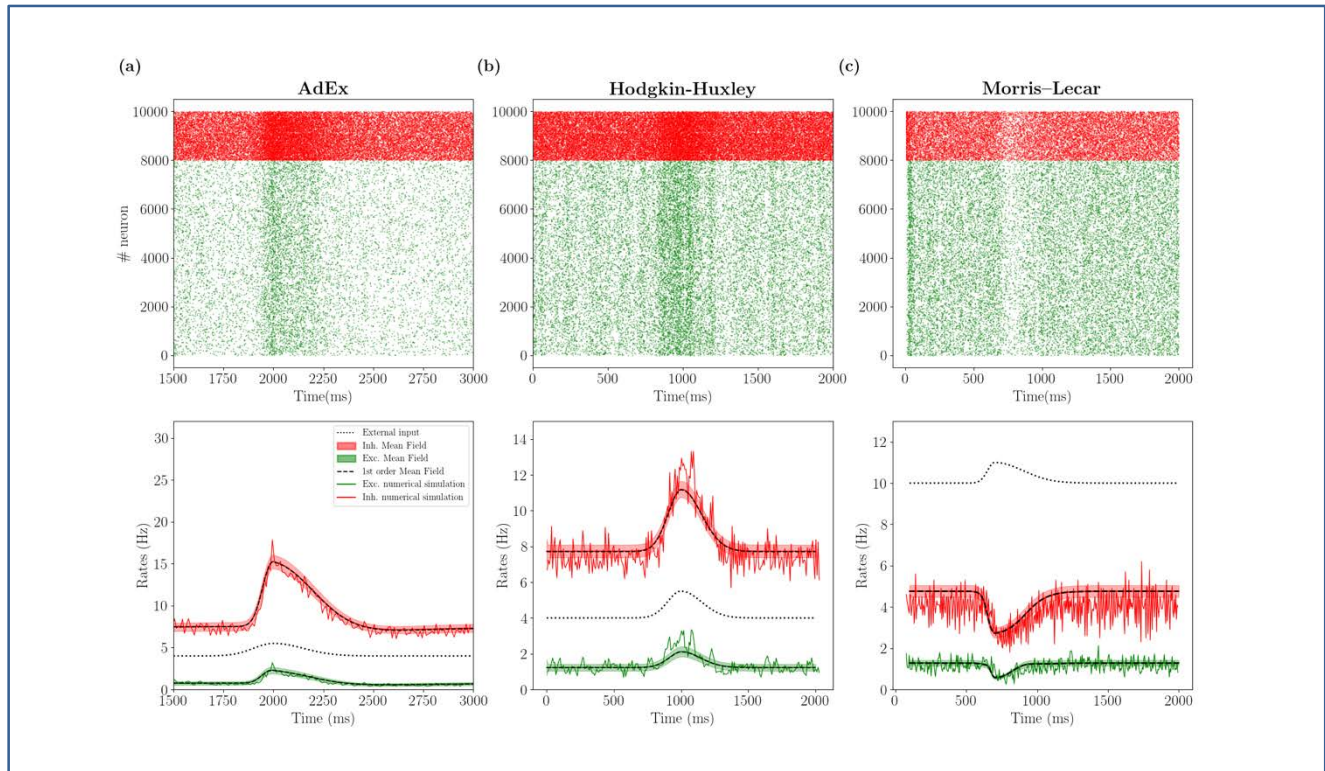 (a)
AdEx
10000
8000
6000
4000
2000
0
# neuron
1500 1750 2000 2250 2500 2750 3000
Time(ms)
(b)
Hodgkin-Huxley
10000
8000
6000
4000
2000
0
0 500 1000 1500 2000
Time(ms)
(c)
Morris–Lecar
10000
8000
6000
4000
2000
0
0 500 1000 1500 2000
Time(ms)
30
25
20
15
10
5
0
Rates (Hz)
External input
Inh. Mean Field
Exc. Mean Field
1st order Mean Field
Exc. numerical simulation
Inh. numerical simulation
1500 1750 2000 2250 2500 2750 3000
Time (ms)
14
12
10
8
6
4
2
0
Rates (Hz)
0 500 1000 1500 2000
Time (ms)
12
10
8
6
4
2
0
Rates (Hz)
0 500 1000 1500 2000
Time (ms)